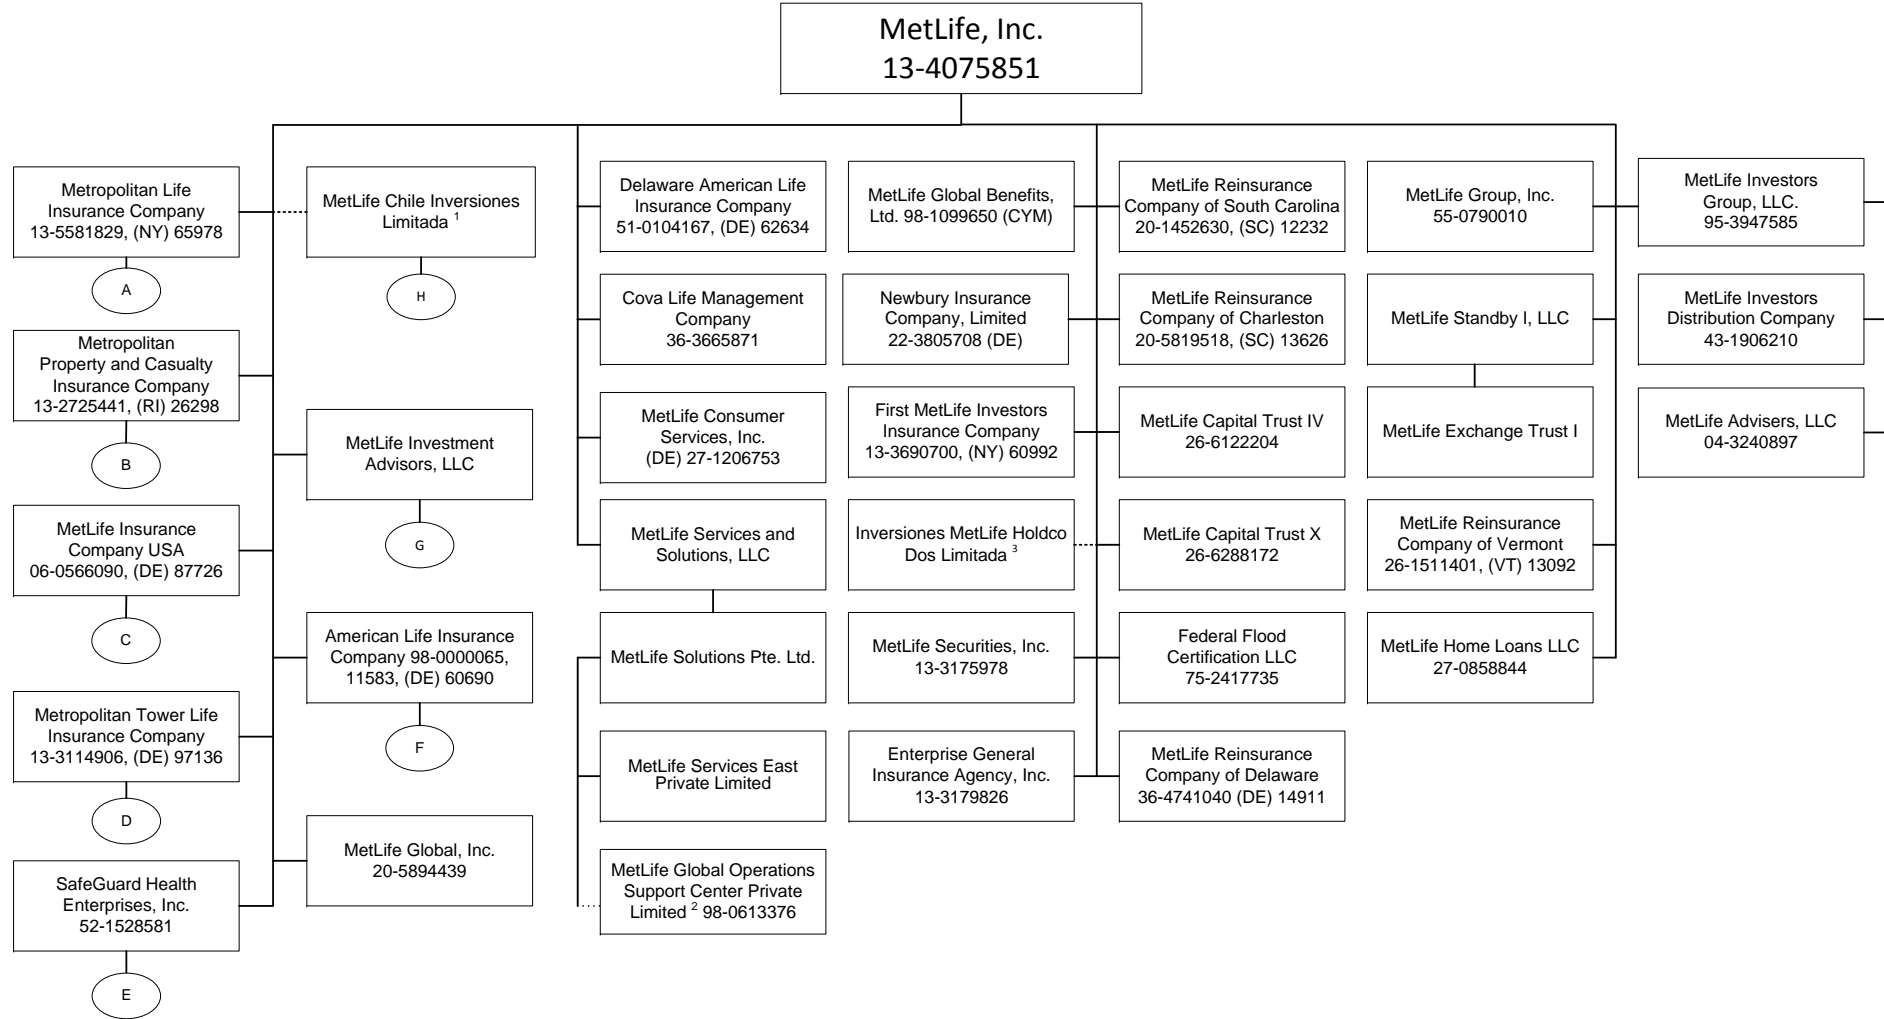 MetLife, Inc.
13-4075851
Metropolitan Life
Insurance Company
13-5581829, (NY) 65978
A
Metropolitan
Property and Casualty
Insurance Company
13-2725441, (RI) 26298
B
MetLife Insurance
Company USA
06-0566090, (DE) 87726
C
Metropolitan Tower Life
Insurance Company
13-3114906, (DE) 97136
D
SafeGuard Health
Enterprises, Inc.
52-1528581
E
MetLife Chile Inversiones
Limitada 1
H
MetLife Investment
Advisors, LLC
G
American Life Insurance
Company 98-0000065,
11583, (DE) 60690
F
MetLife Global, Inc.
20-5894439
Delaware American Life
Insurance Company
51-0104167, (DE) 62634
Cova Life Management
Company
36-3665871
MetLife Consumer
Services, Inc.
(DE) 27-1206753
MetLife Services and
Solutions, LLC
MetLife Solutions Pte. Ltd.
MetLife Services East
Private Limited
MetLife Global Operations
Support Center Private
Limited 2 98-0613376
MetLife Global Benefits,
Ltd. 98-1099650 (CYM)
Newbury Insurance
Company, Limited
22-3805708 (DE)
First MetLife Investors
Insurance Company
13-3690700, (NY) 60992
Inversiones MetLife Holdco
Dos Limitada 3
MetLife Securities, Inc.
13-3175978
Enterprise General
Insurance Agency, Inc.
13-3179826
MetLife Reinsurance
Company of South Carolina
20-1452630, (SC) 12232
MetLife Reinsurance
Company of Charleston
20-5819518, (SC) 13626
MetLife Capital Trust IV
26-6122204
MetLife Capital Trust X
26-6288172
Federal Flood
Certification LLC
75-2417735
MetLife Reinsurance
Company of Delaware
36-4741040 (DE) 14911
MetLife Group, Inc.
55-0790010
MetLife Standby I, LLC
MetLife Exchange Trust I
MetLife Reinsurance
Company of Vermont
26-1511401, (VT) 13092
MetLife Home Loans LLC
27-0858844
MetLife Investors
Group, LLC.
95-3947585
MetLife Investors
Distribution Company
43-1906210
MetLife Advisers, LLC
04-3240897